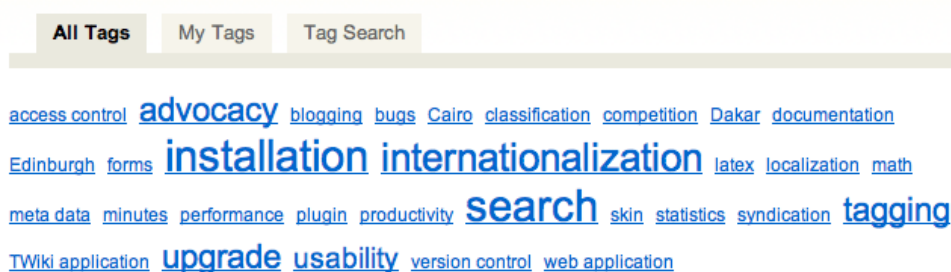 All Tags My Tags Tag Search
access control advocacy blogging bugs Cairo classification competition Dakar documentation
Edinburgh forms installation internationalization latex localization math
meta data minutes performance plugin productivity search skin statistics syndication tagging
TWiki application upgrade usability version control web application